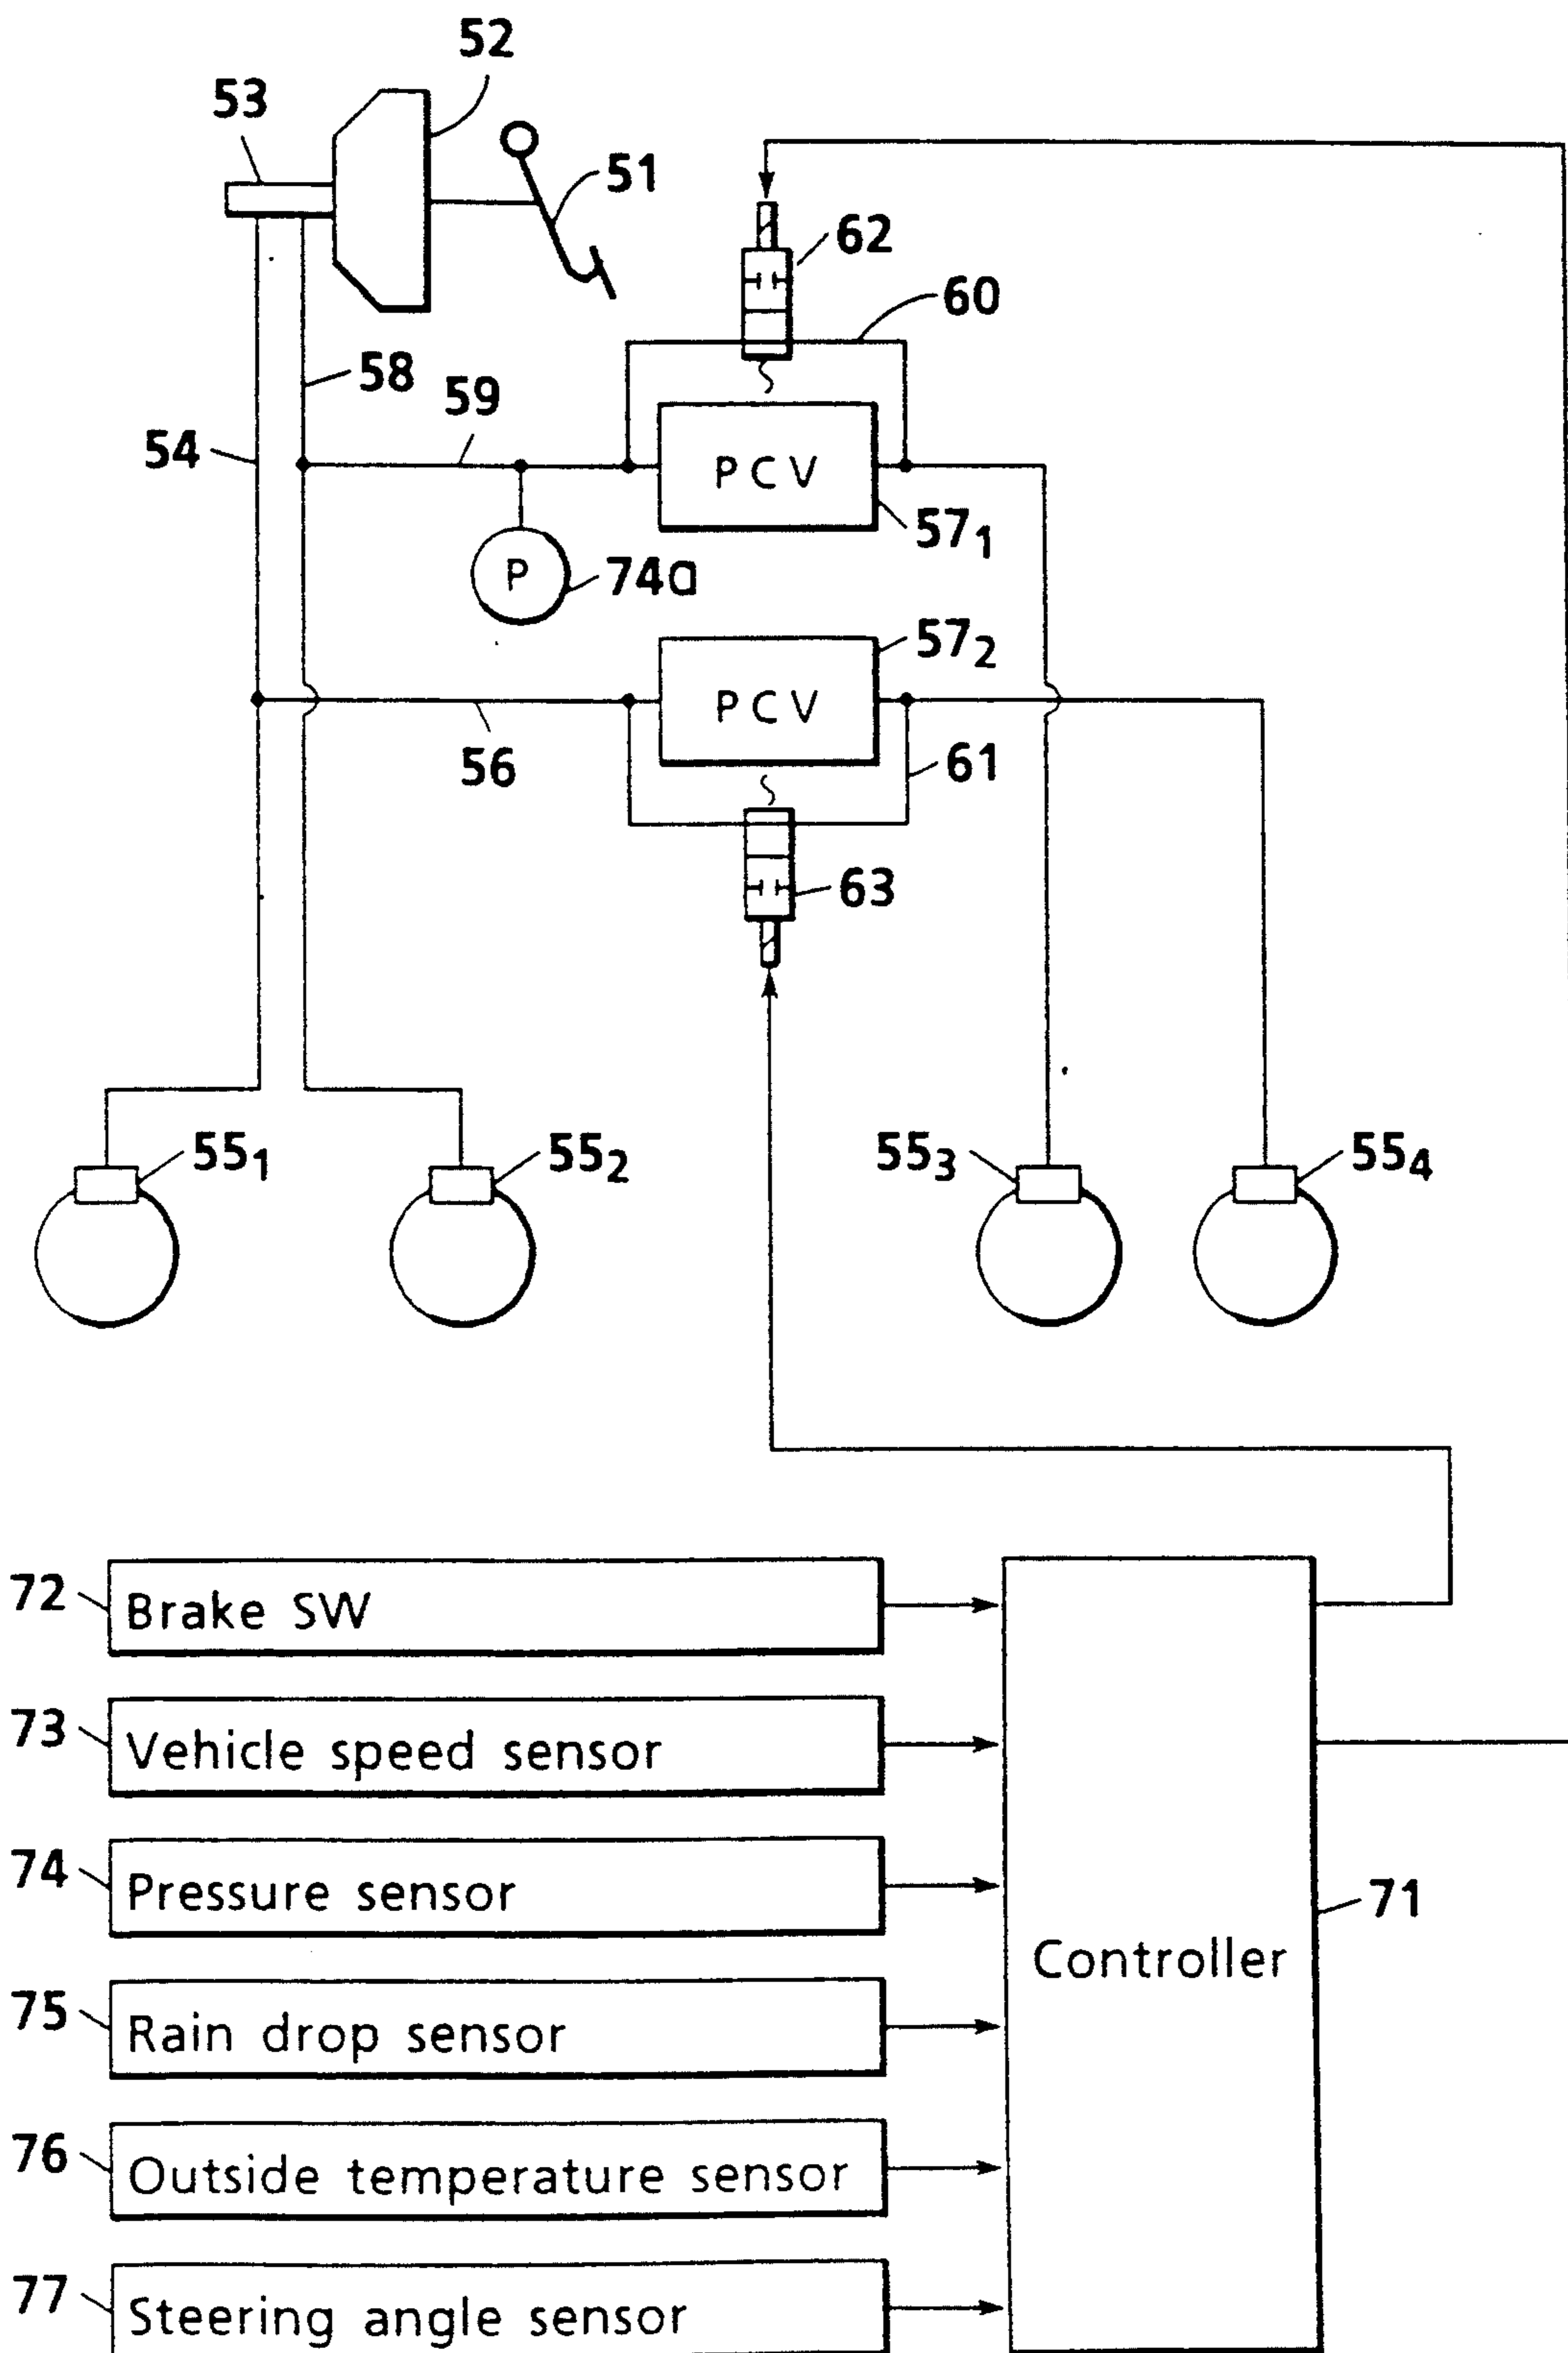 52
53
51
62
60
58
59
54
PCV
57₁
P
74a
57₂
PCV
56
61
63
55₁
55₂
55₃
55₄
72
Brake SW
73
Vehicle speed sensor
74
Pressure sensor
71
Controller
75
Rain drop sensor
76
Outside temperature sensor
77
Steering angle sensor